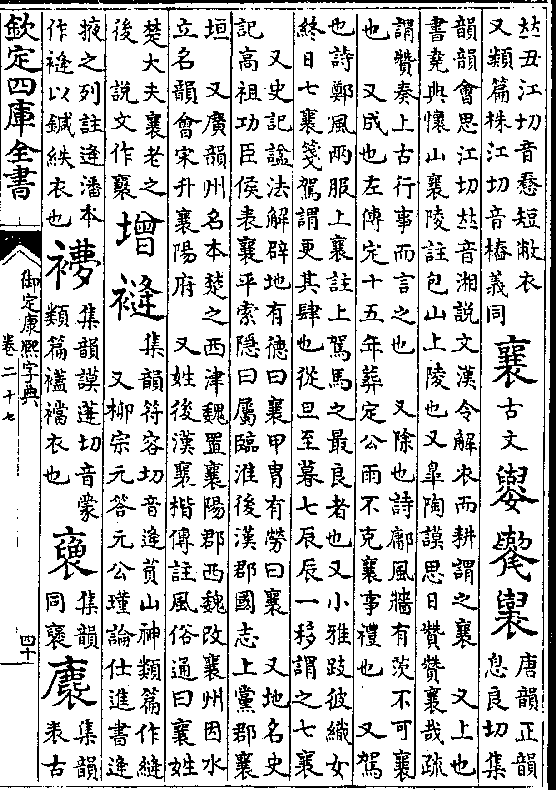 𠀤丑江切音惷短敝衣
又類篇株江切音樁義同
襄古文
唐韻正韻
息良切集
韻韻會思江切𠀤音湘說文漢令解衣而耕謂之襄　又上也
書堯典懷山襄陵註包山上陵也又臯陶謨思日贊贊襄哉疏
謂贊奏上古行事而言之也　又除也詩鄘風牆有茨不可襄
也　又成也左傳定十五年葬定公雨不克襄事禮也　又駕
也詩鄭風兩服上襄註上駕馬之最良者也又小雅跂彼織女
終日七襄箋駕謂更其肆也從旦至暮七辰辰一移謂之七襄
又史記諡法解辟地有德曰襄甲冑有勞曰襄　又地名史
記高祖功臣侯表襄平索隱曰屬臨淮後漢郡國志上黨郡襄
垣　又廣韻州名本楚之西津魏置襄陽郡西魏改襄州因水
立名韻會宋升襄陽府　又姓後漢襄楷傳註風俗通曰襄姓
楚大夫襄老之
後　說文作
增
集韻符容切音逢貟山神類篇作縫
又柳宗元答元公瑾論仕進書逢
掖之列註逢潘本
作縫以鍼紩衣也
集韻謨蓬切音蒙
類篇襠衣也
集韻
同襃
集韻
表古
欽定四庫全書
御定康熙字典
卷二十七
四十